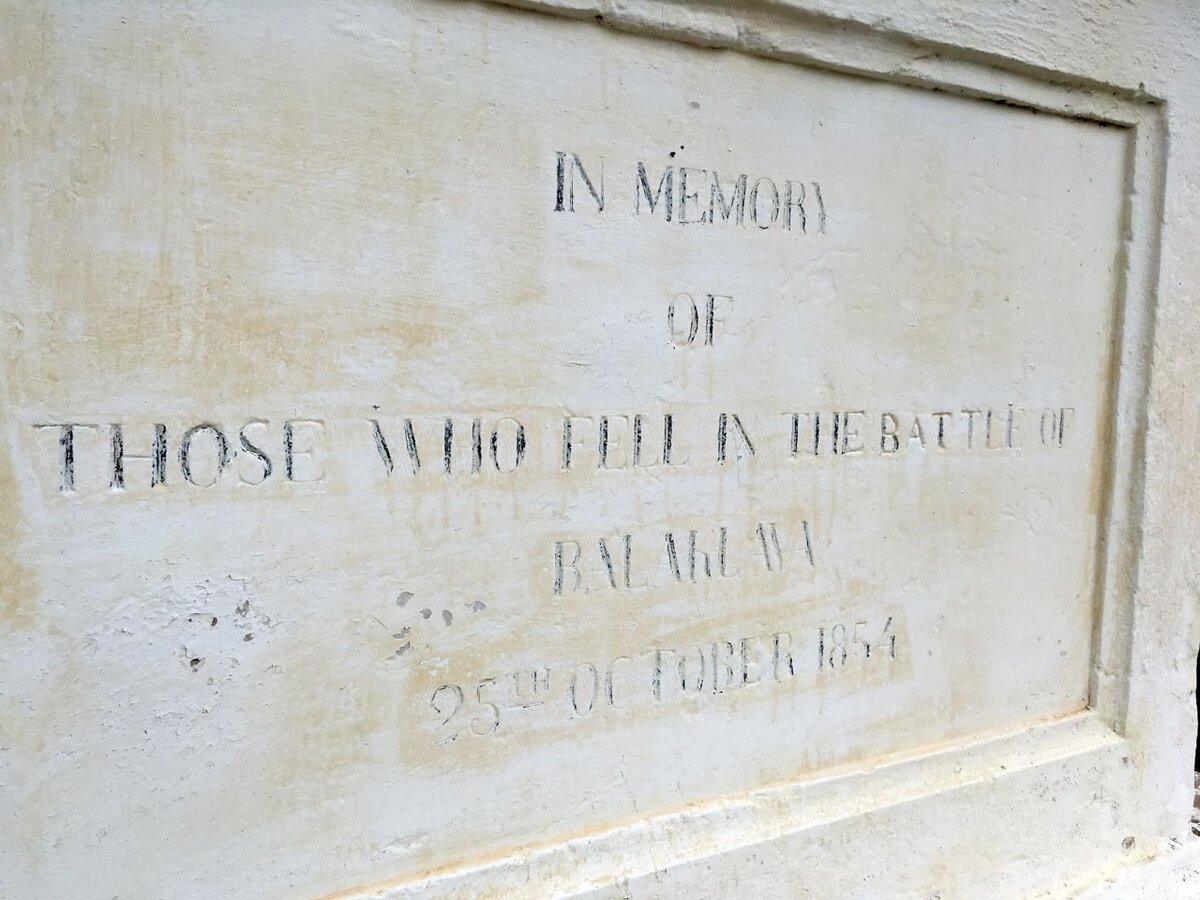 IN MEMORY
OF
THOSE WHO FELL IN THE BATTLE OF
BALAKLAVA
25TH OCTOBER 1854